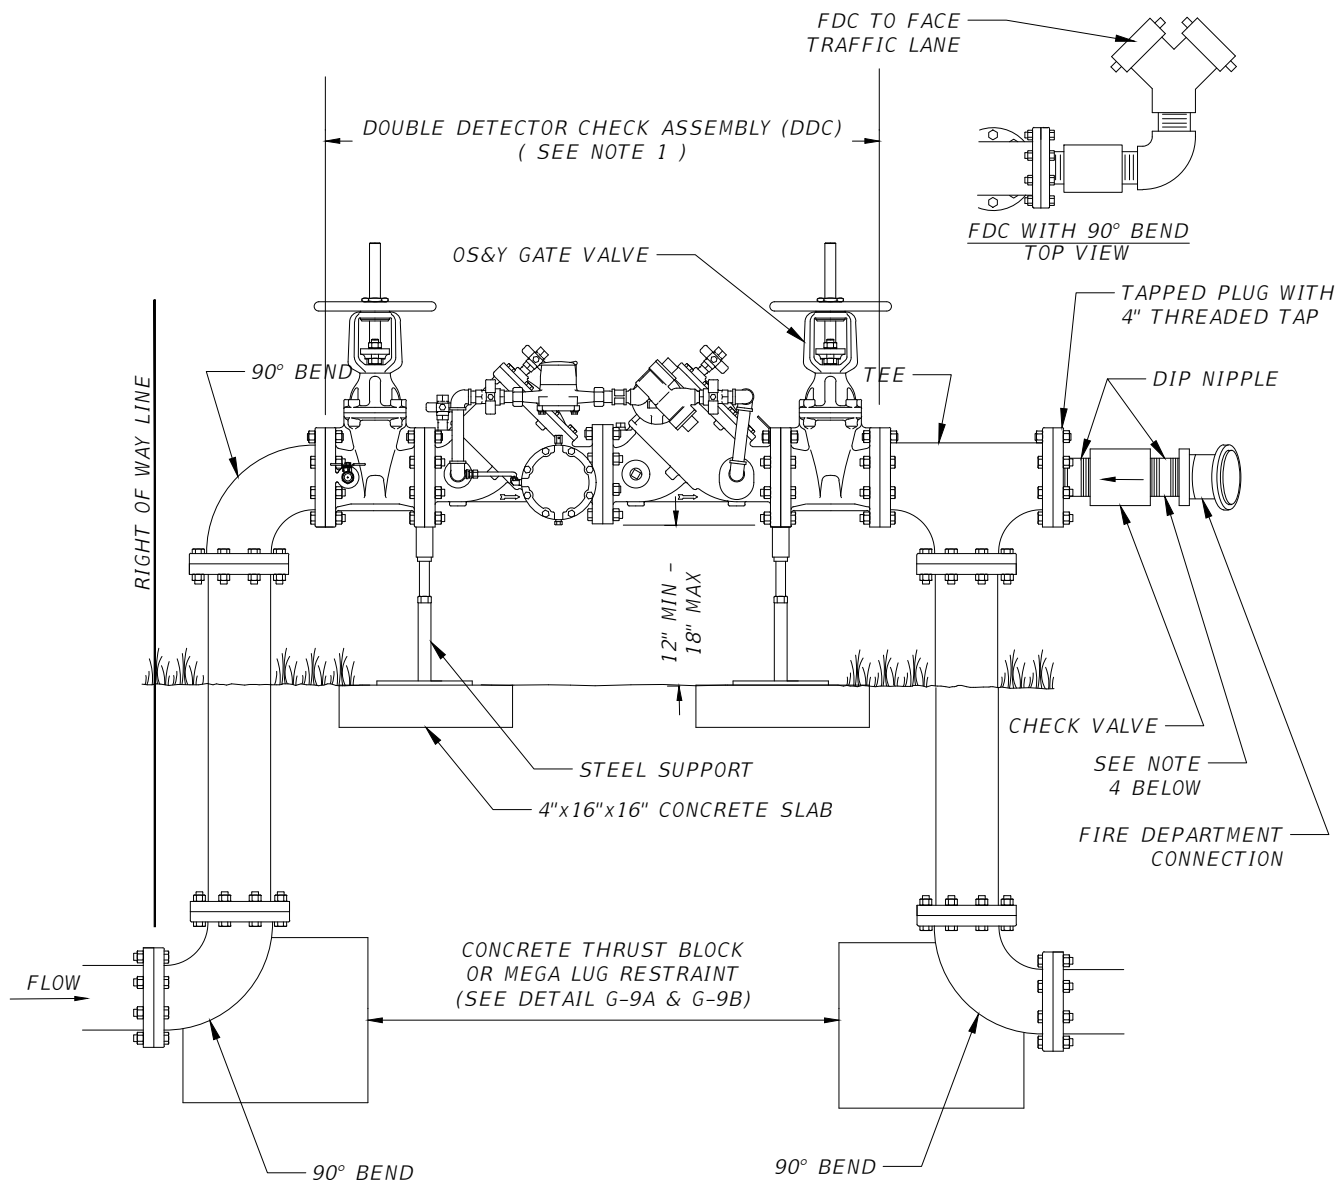 FDC TO FACE
TRAFFIC LANE
DOUBLE DETECTOR CHECK ASSEMBLY (DDC)
( SEE NOTE 1 )
FDC WITH 90° BEND
TOP VIEW
OS&Y GATE VALVE
TAPPED PLUG WITH
4" THREADED TAP
90° BEND
TEE
DIP NIPPLE
RIGHT OF WAY LINE
12" MIN -
18" MAX
CHECK VALVE
SEE NOTE
4 BELOW
STEEL SUPPORT
4"x16"x16" CONCRETE SLAB
FIRE DEPARTMENT
CONNECTION
CONCRETE THRUST BLOCK
OR MEGA LUG RESTRAINT
(SEE DETAIL G-9A & G-9B)
FLOW
90° BEND
90° BEND